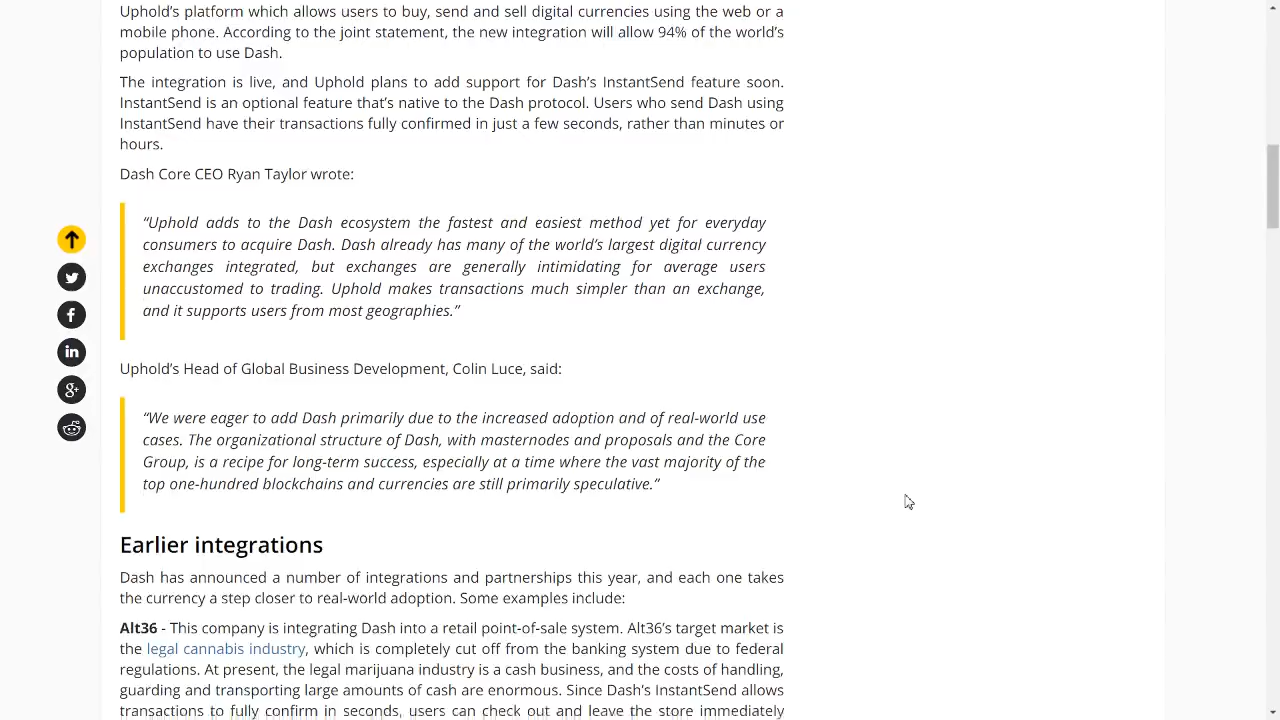 Uphold’s platform which allows users to buy, send and sell digital currencies using the web or a
mobile phone. According to the joint statement, the new integration will allow 94% of the world’s
population to use Dash.
The integration is live, and Uphold plans to add support for Dash’s InstantSend feature soon.
InstantSend is an optional feature that’s native to the Dash protocol. Users who send Dash using
InstantSend have their transactions fully confirmed in just a few seconds, rather than minutes or
hours.
Dash Core CEO Ryan Taylor wrote:
“Uphold adds to the Dash ecosystem the fastest and easiest method yet for everyday
consumers to acquire Dash. Dash already has many of the world’s largest digital currency
exchanges integrated, but exchanges are generally intimidating for average users
unaccustomed to trading. Uphold makes transactions much simpler than an exchange,
and it supports users from most geographies.”
Uphold’s Head of Global Business Development, Colin Luce, said:
“We were eager to add Dash primarily due to the increased adoption and of real-world use
cases. The organizational structure of Dash, with masternodes and proposals and the Core
Group, is a recipe for long-term success, especially at a time where the vast majority of the
top one-hundred blockchains and currencies are still primarily speculative.”
Earlier integrations
Dash has announced a number of integrations and partnerships this year, and each one takes
the currency a step closer to real-world adoption. Some examples include:
Alt36 - This company is integrating Dash into a retail point-of-sale system. Alt36’s target market is
the legal cannabis industry, which is completely cut off from the banking system due to federal
regulations. At present, the legal marijuana industry is a cash business, and the costs of handling,
guarding and transporting large amounts of cash are enormous. Since Dash’s InstantSend allows
transactions to fully confirm in seconds, users can check out and leave the store immediately